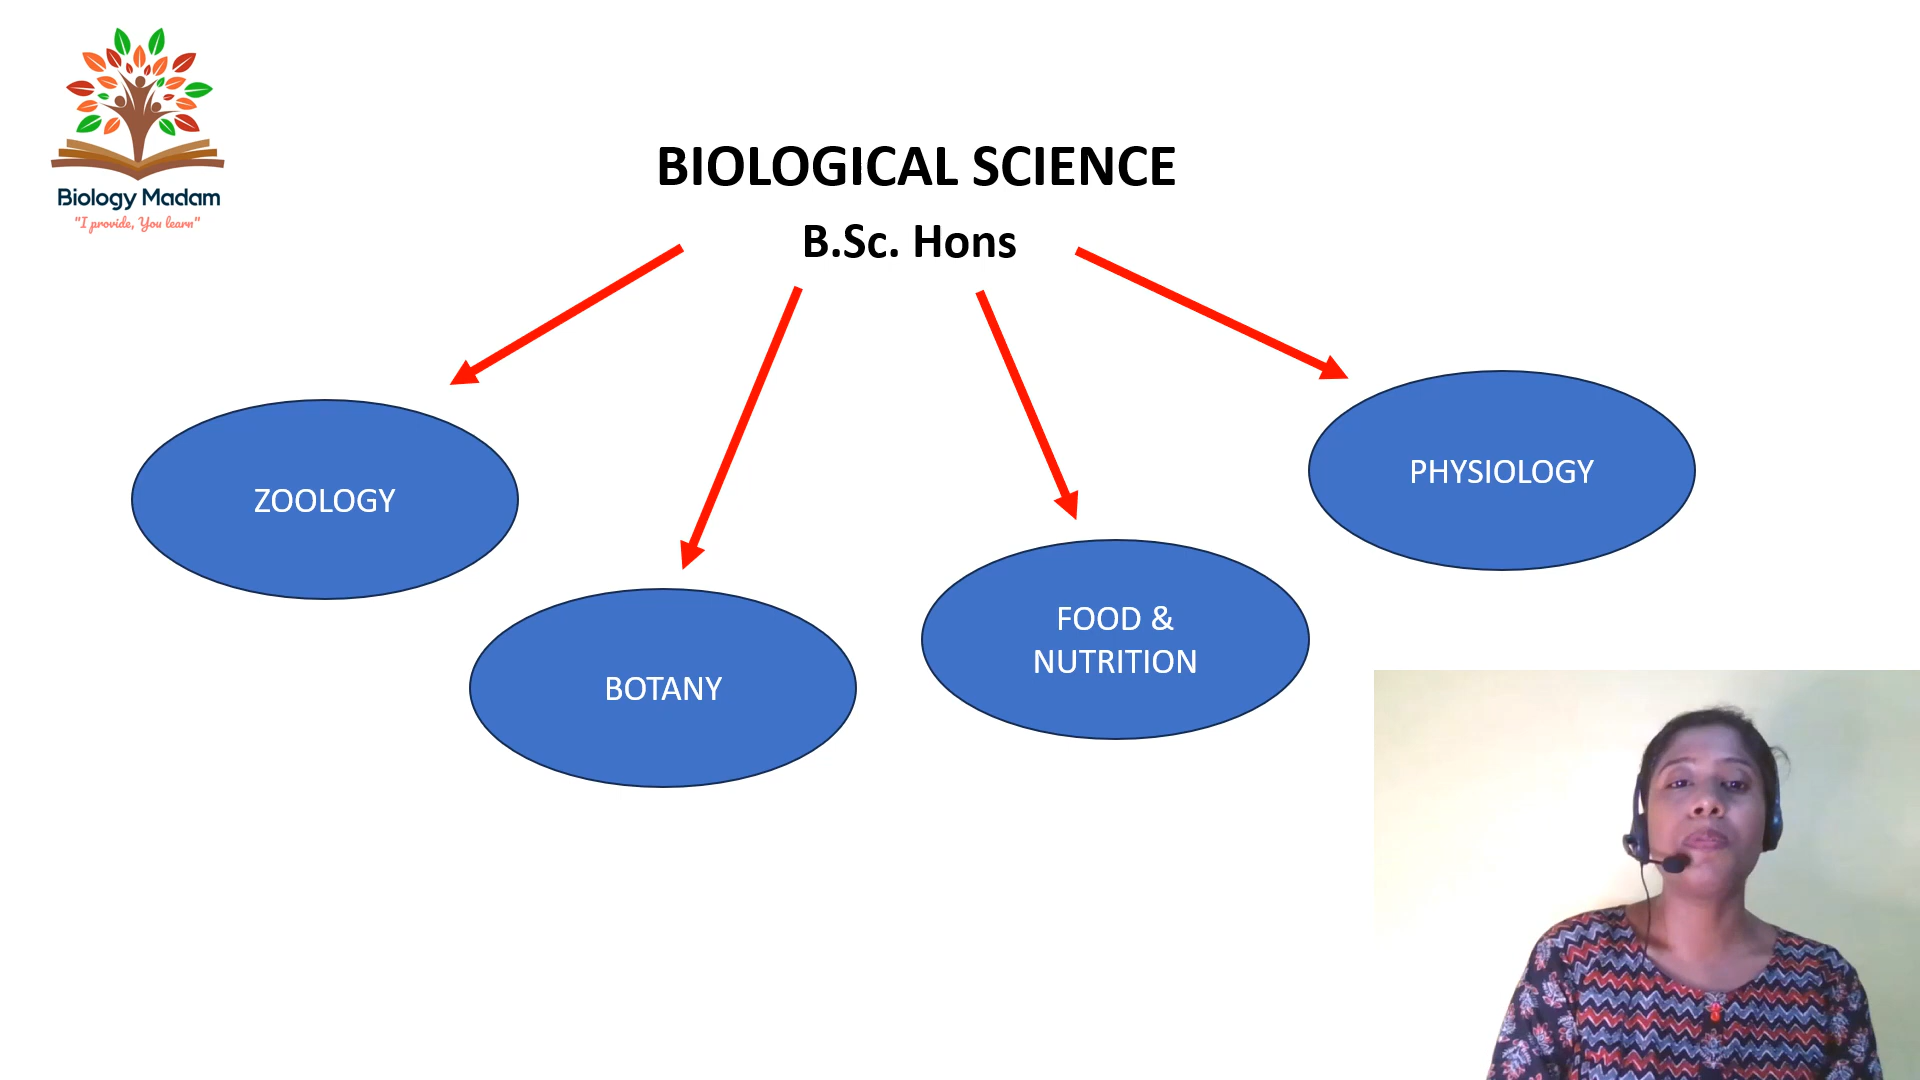 Biology Madam
"I provide, You learn"
BIOLOGICAL SCIENCE
B.Sc. Hons
ZOOLOGY
BOTANY
FOOD &
NUTRITION
PHYSIOLOGY